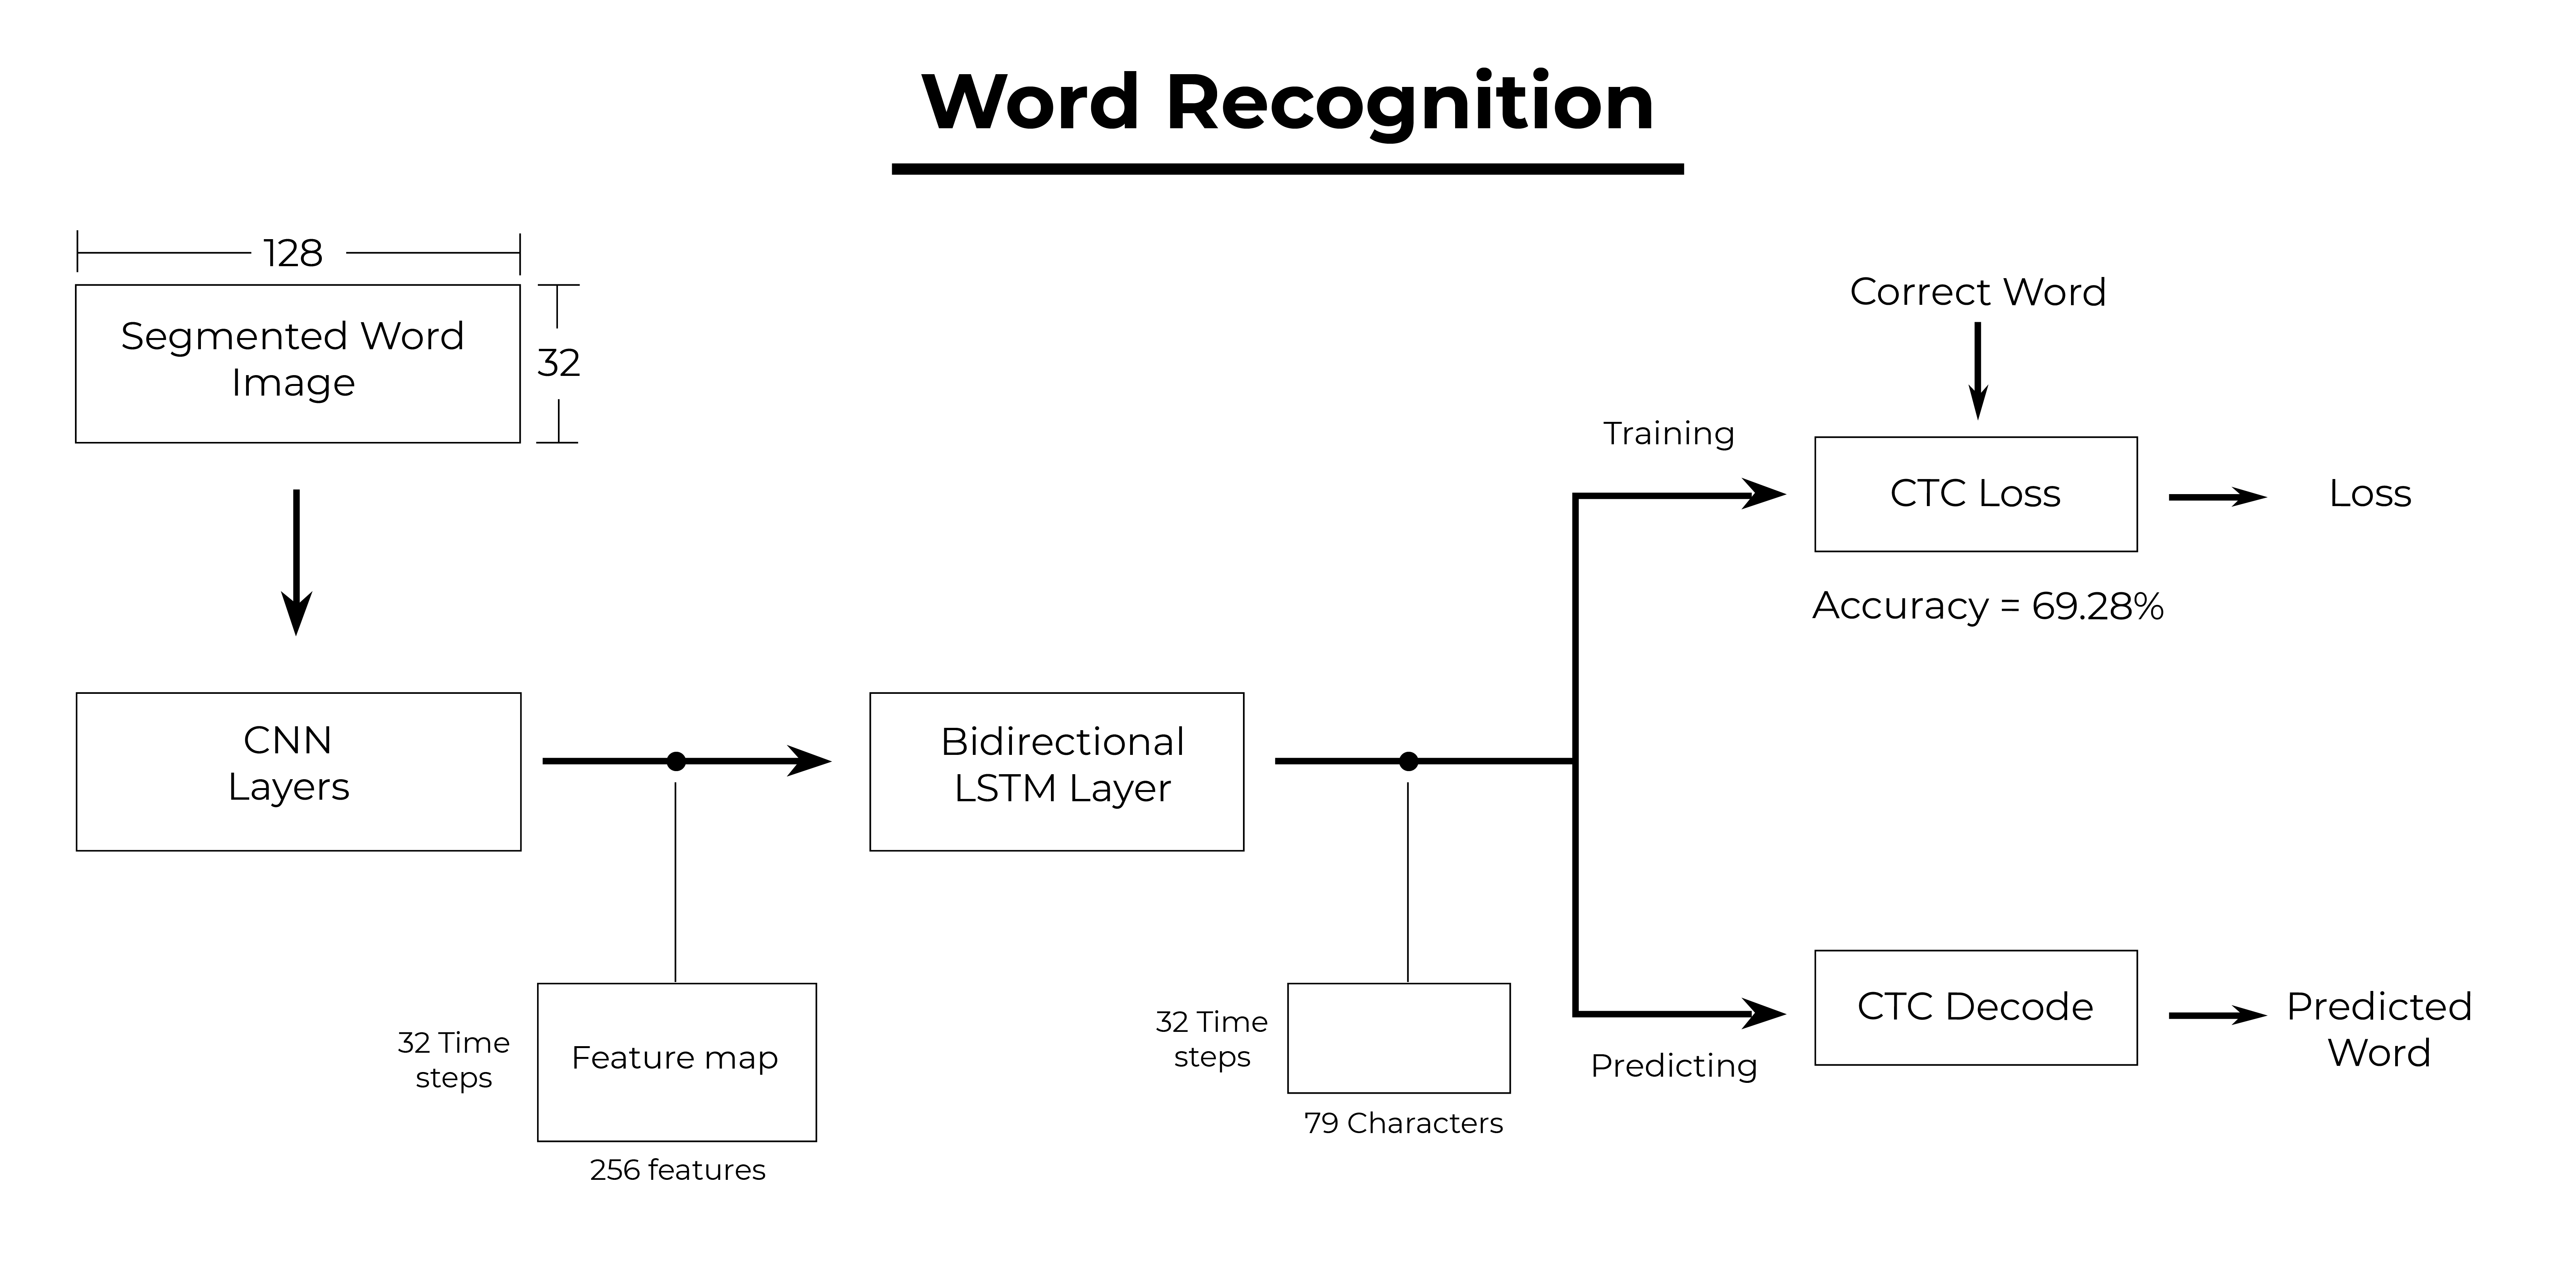 Word Recognition
128
Segmented Word
Image
32
CNN
Layers
32 Time
steps
Feature map
256 features
Bidirectional
LSTM Layer
32 Time
steps
79 Characters
Training
Correct Word
CTC Loss
Loss
Accuracy = 69.28%
Predicting
CTC Decode
Predicted
Word